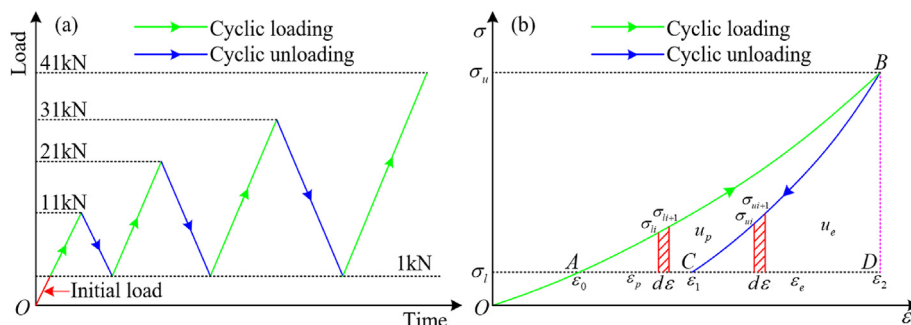 (a)
Cyclic loading
Cyclic unloading
Load
41kN
31kN
21kN
11kN
1kN
Initial load
O
Time
(b)
Cyclic loading
Cyclic unloading
σ
σu
B
σli
σli+1
up
σui
σui+1
ue
σl
A
C
D
ε0
εp
dε
ε1
dε
εe
ε2
O
ε